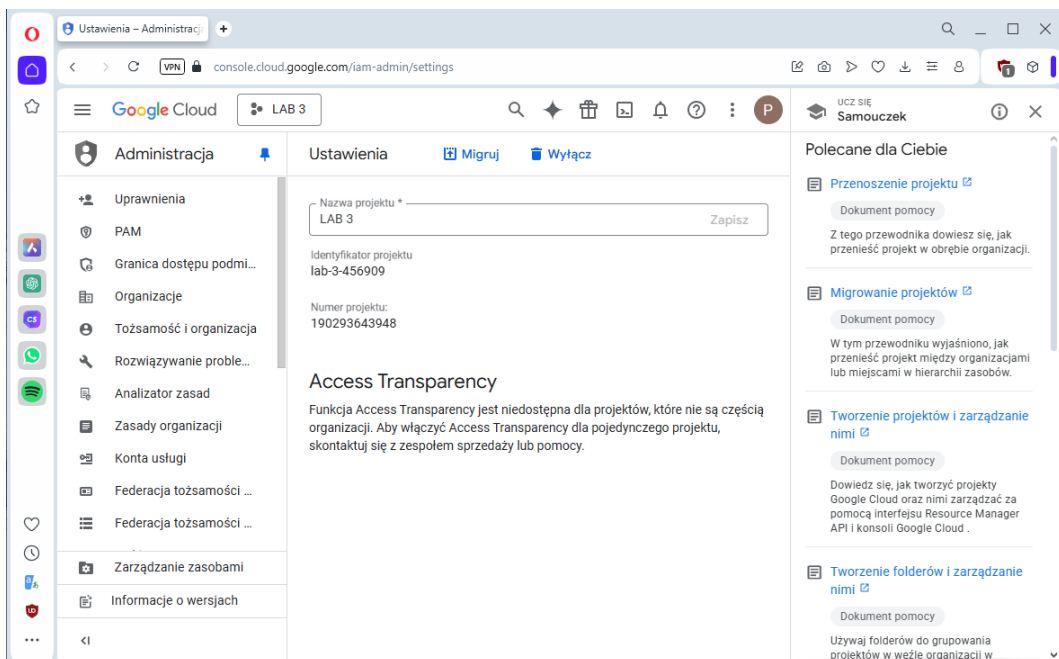 Ustawienia – Administracj
VPN
console.cloud.google.com/iam-admin/settings
1
Google Cloud
LAB 3
P
UCZ SIĘ
Samouczek
Administracja
Uprawnienia
PAM
Granica dostępu podmi...
Organizacje
Tożsamość i organizacja
Rozwiązywanie proble...
Analizator zasad
Zasady organizacji
Konta usługi
Federacja tożsamości ...
Federacja tożsamości ...
Zarządzanie zasobami
Informacje o wersjach
Ustawienia
Migruj
Wyłącz
Nazwa projektu *
LAB 3
Zapisz
Identyfikator projektu
lab-3-456909
Numer projektu:
190293643948
Access Transparency
Funkcja Access Transparency jest niedostępna dla projektów, które nie są częścią
organizacji. Aby włączyć Access Transparency dla pojedynczego projektu,
skontaktuj się z zespołem sprzedaży lub pomocy.
Polecane dla Ciebie
Przenoszenie projektu
Dokument pomocy
Z tego przewodnika dowiesz się, jak
przenieść projekt w obrębie organizacji.
Migrowanie projektów
Dokument pomocy
W tym przewodniku wyjaśniono, jak
przenieść projekt między organizacjami
lub miejscami w hierarchii zasobów.
Tworzenie projektów i zarządzanie
nimi
Dokument pomocy
Dowiedz się, jak tworzyć projekty
Google Cloud oraz nimi zarządzać za
pomocą interfejsu Resource Manager
API i konsoli Google Cloud .
Tworzenie folderów i zarządzanie
nimi
Dokument pomocy
Używaj folderów do grupowania
projektów w węźle organizacji w